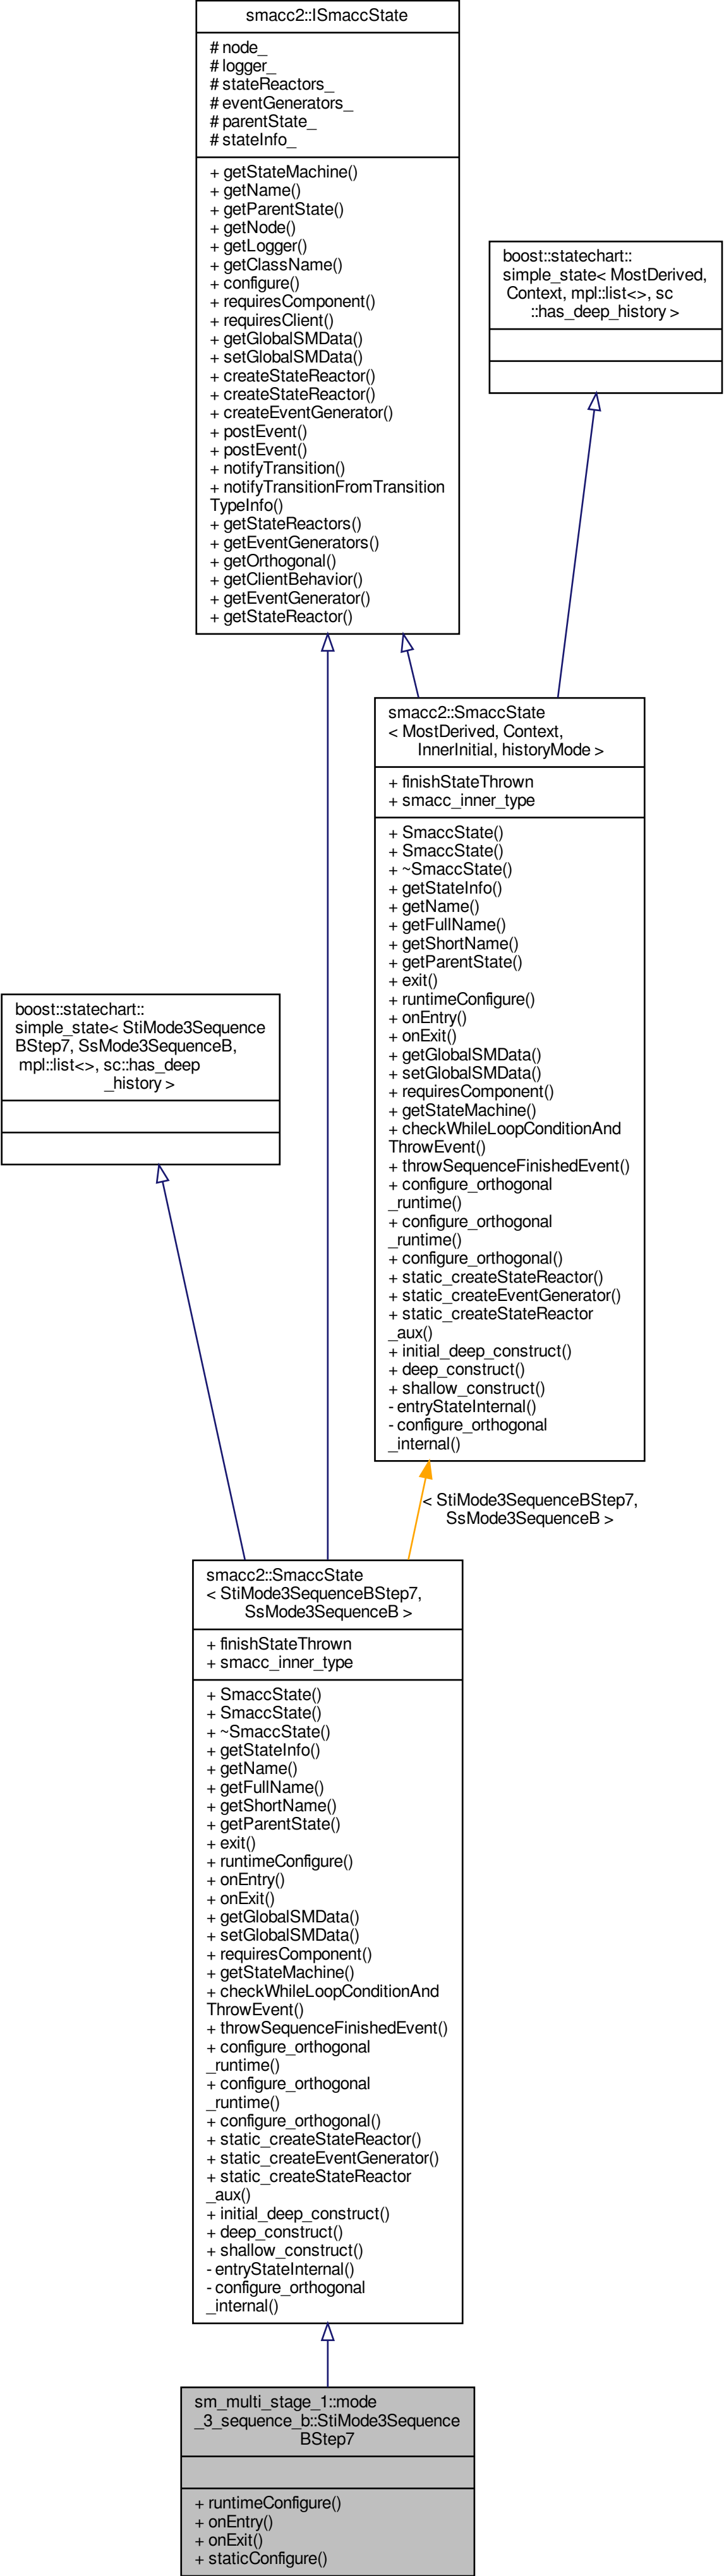 smacc2::ISmaccState
# node_
# logger_
# stateReactors_
# eventGenerators_
# parentState_
# stateInfo_
+ getStateMachine()
+ getName()
+ getParentState()
+ getNode()
+ getLogger()
+ getClassName()
+ configure()
+ requiresComponent()
+ requiresClient()
+ getGlobalSMData()
+ setGlobalSMData()
+ createStateReactor()
+ createStateReactor()
+ createEventGenerator()
+ postEvent()
+ postEvent()
+ notifyTransition()
+ notifyTransitionFromTransition
TypeInfo()
+ getStateReactors()
+ getEventGenerators()
+ getOrthogonal()
+ getClientBehavior()
+ getEventGenerator()
+ getStateReactor()
boost::statechart::
simple_state< MostDerived,
Context, mpl::list<>, sc
::has_deep_history >
smacc2::SmaccState
< MostDerived, Context,
InnerInitial, historyMode >
+ finishStateThrown
+ smacc_inner_type
+ SmaccState()
+ SmaccState()
+ ~SmaccState()
+ getStateInfo()
+ getName()
+ getFullName()
+ getShortName()
+ getParentState()
+ exit()
+ runtimeConfigure()
+ onEntry()
+ onExit()
+ getGlobalSMData()
+ setGlobalSMData()
+ requiresComponent()
+ getStateMachine()
+ checkWhileLoopConditionAnd
ThrowEvent()
+ throwSequenceFinishedEvent()
+ configure_orthogonal
_runtime()
+ configure_orthogonal
_runtime()
+ configure_orthogonal()
+ static_createStateReactor()
+ static_createEventGenerator()
+ static_createStateReactor
_aux()
+ initial_deep_construct()
+ deep_construct()
+ shallow_construct()
- entryStateInternal()
- configure_orthogonal
_internal()
boost::statechart::
simple_state< StiMode3Sequence
BStep7, SsMode3SequenceB,
mpl::list<>, sc::has_deep
_history >
< StiMode3SequenceBStep7,
SsMode3SequenceB >
smacc2::SmaccState
< StiMode3SequenceBStep7,
SsMode3SequenceB >
+ finishStateThrown
+ smacc_inner_type
+ SmaccState()
+ SmaccState()
+ ~SmaccState()
+ getStateInfo()
+ getName()
+ getFullName()
+ getShortName()
+ getParentState()
+ exit()
+ runtimeConfigure()
+ onEntry()
+ onExit()
+ getGlobalSMData()
+ setGlobalSMData()
+ requiresComponent()
+ getStateMachine()
+ checkWhileLoopConditionAnd
ThrowEvent()
+ throwSequenceFinishedEvent()
+ configure_orthogonal
_runtime()
+ configure_orthogonal
_runtime()
+ configure_orthogonal()
+ static_createStateReactor()
+ static_createEventGenerator()
+ static_createStateReactor
_aux()
+ initial_deep_construct()
+ deep_construct()
+ shallow_construct()
- entryStateInternal()
- configure_orthogonal
_internal()
sm_multi_stage_1::mode
_3_sequence_b::StiMode3Sequence
BStep7
+ runtimeConfigure()
+ onEntry()
+ onExit()
+ staticConfigure()